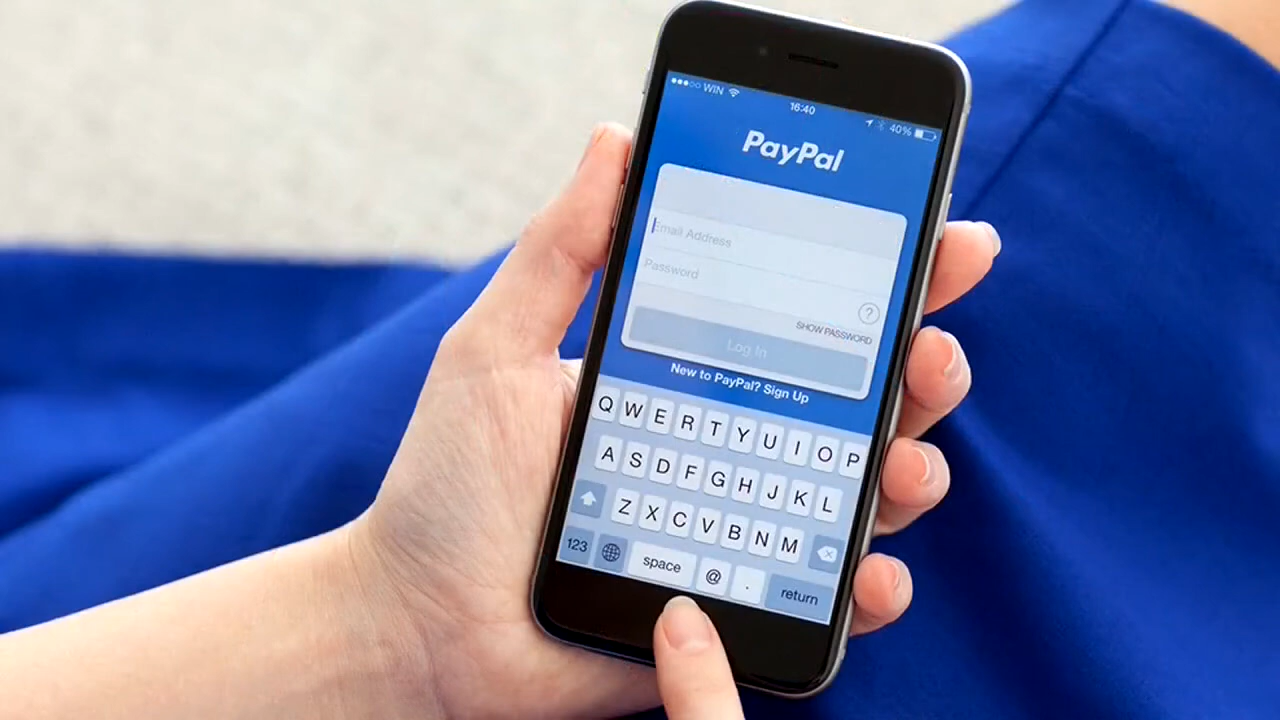 WIN 16:40 40%
PayPal
Email Address
Password
?
SHOW PASSWORD
Log In
New to PayPal? Sign Up
Q W E R T Y U I O P
A S D F G H J K L
Z X C V B N M
123 space @ . return